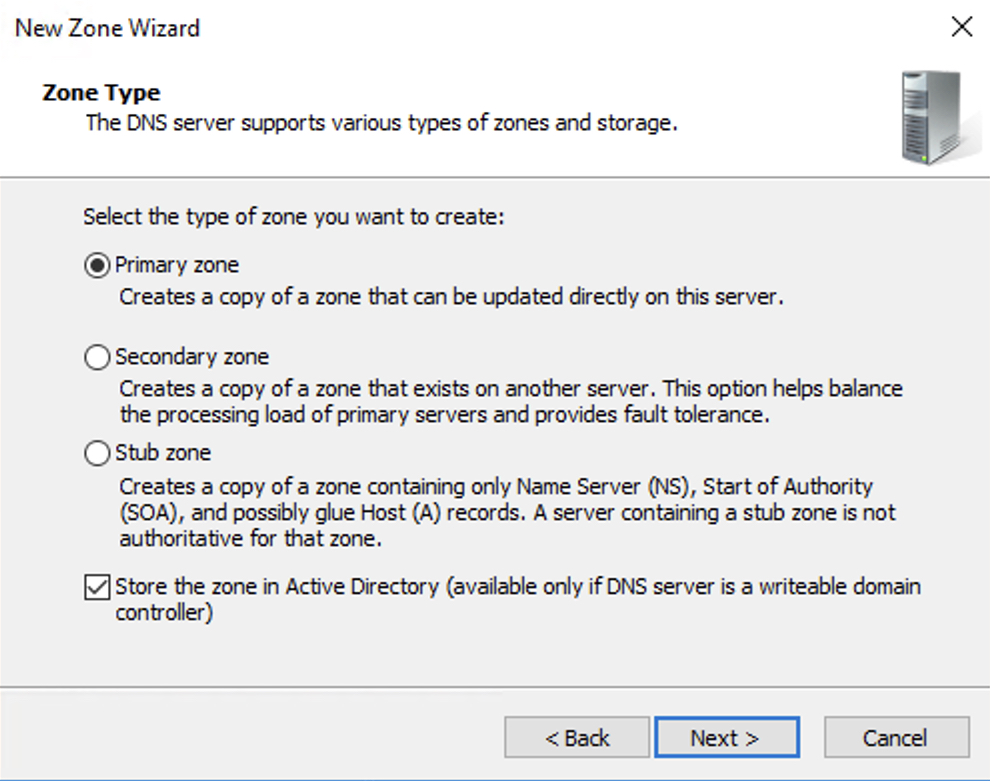 New Zone Wizard
Zone Type
The DNS server supports various types of zones and storage.
Select the type of zone you want to create:
Primary zone
Creates a copy of a zone that can be updated directly on this server.
Secondary zone
Creates a copy of a zone that exists on another server. This option helps balance
the processing load of primary servers and provides fault tolerance.
Stub zone
Creates a copy of a zone containing only Name Server (NS), Start of Authority
(SOA), and possibly glue Host (A) records. A server containing a stub zone is not
authoritative for that zone.
Store the zone in Active Directory (available only if DNS server is a writeable domain
controller)
< Back
Next >
Cancel